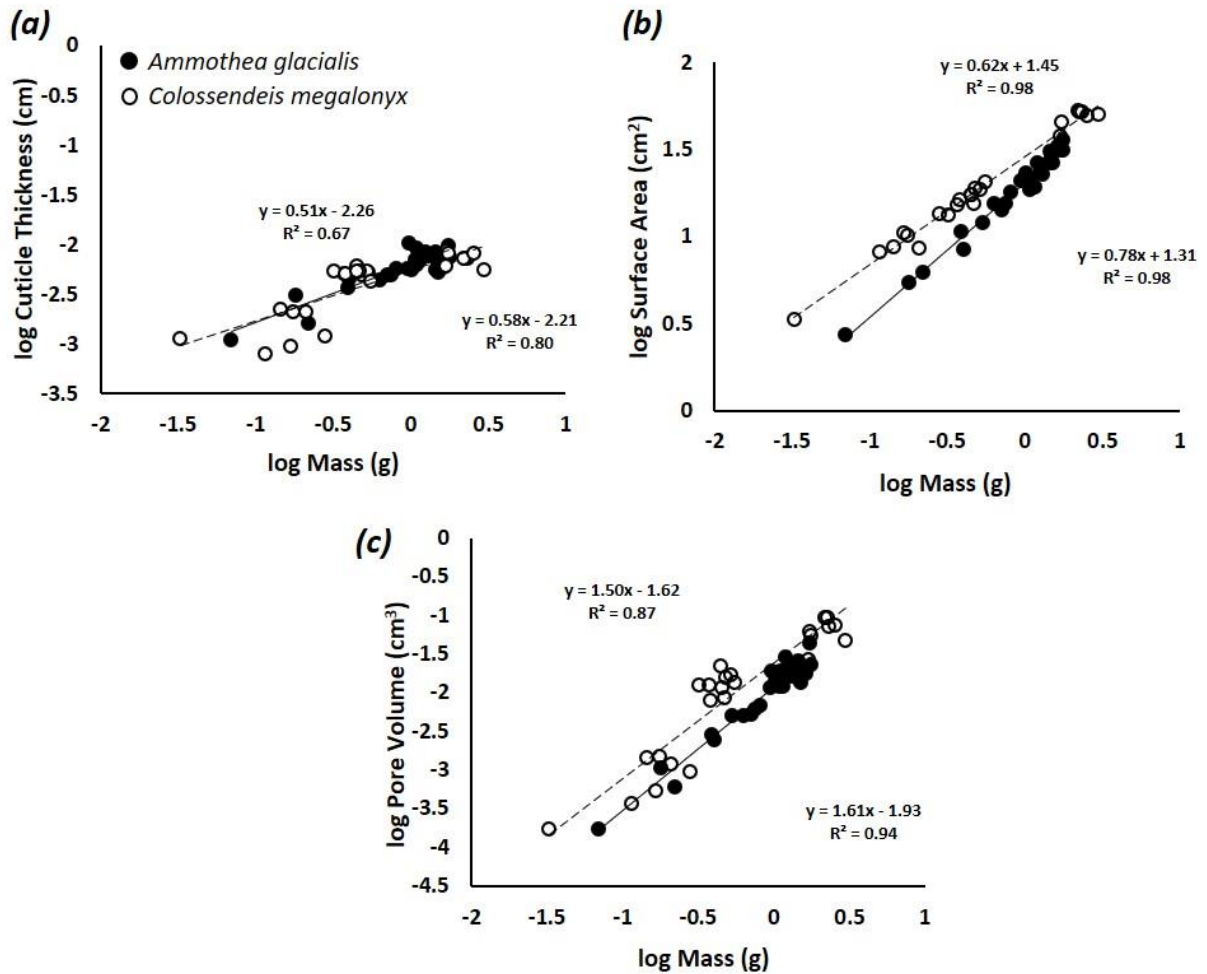 (a)
log Cuticle Thickness (cm)
0
-0.5
-1
-1.5
-2
-2.5
-3
-3.5
Ammothea glacialis
Colossendeis megalonyx
y = 0.51x - 2.26
R² = 0.67
y = 0.58x - 2.21
R² = 0.80
-2
-1.5
-1
-0.5
0
0.5
1
log Mass (g)
(b)
log Surface Area (cm²)
2
1.5
1
0.5
0
y = 0.62x + 1.45
R² = 0.98
y = 0.78x + 1.31
R² = 0.98
-2
-1.5
-1
-0.5
0
0.5
1
log Mass (g)
(c)
log Pore Volume (cm³)
0
-0.5
-1
-1.5
-2
-2.5
-3
-3.5
-4
-4.5
y = 1.50x - 1.62
R² = 0.87
y = 1.61x - 1.93
R² = 0.94
-2
-1.5
-1
-0.5
0
0.5
1
log Mass (g)